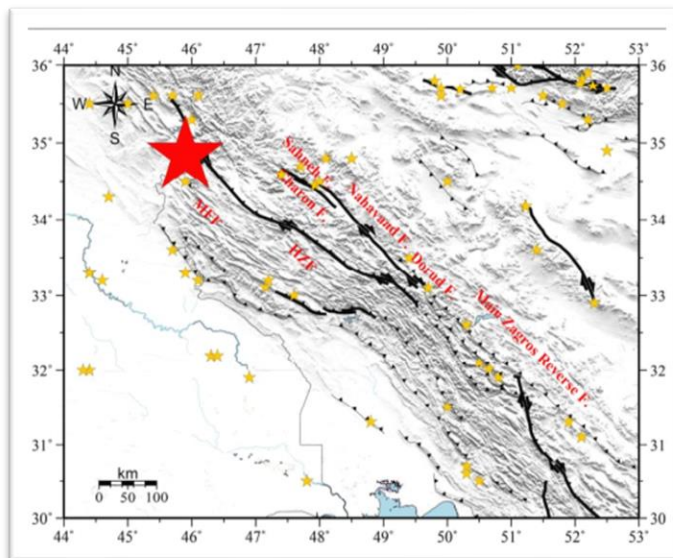 44° 45° 46° 47° 48° 49° 50° 51° 52° 53°
36° 36°
N
W E
S
35° 35°
Sahneh F.
Nahavand F.
34° 34°
MFF
HZF
Dorud F.
33° 33°
Main Zagros Reverse F.
32° 32°
31° 31°
km
0 50 100
30° 30°
44° 45° 46° 47° 48° 49° 50° 51° 52° 53°